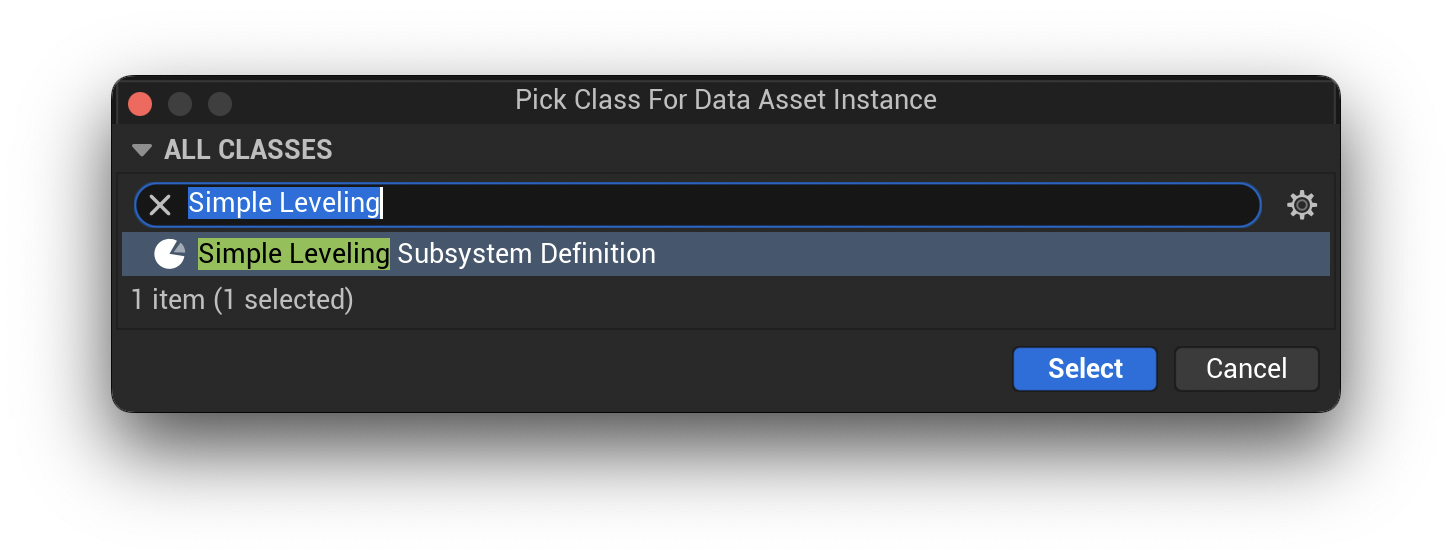 Pick Class For Data Asset Instance
ALL CLASSES
Simple Leveling
Simple Leveling Subsystem Definition
1 item (1 selected)
Select
Cancel